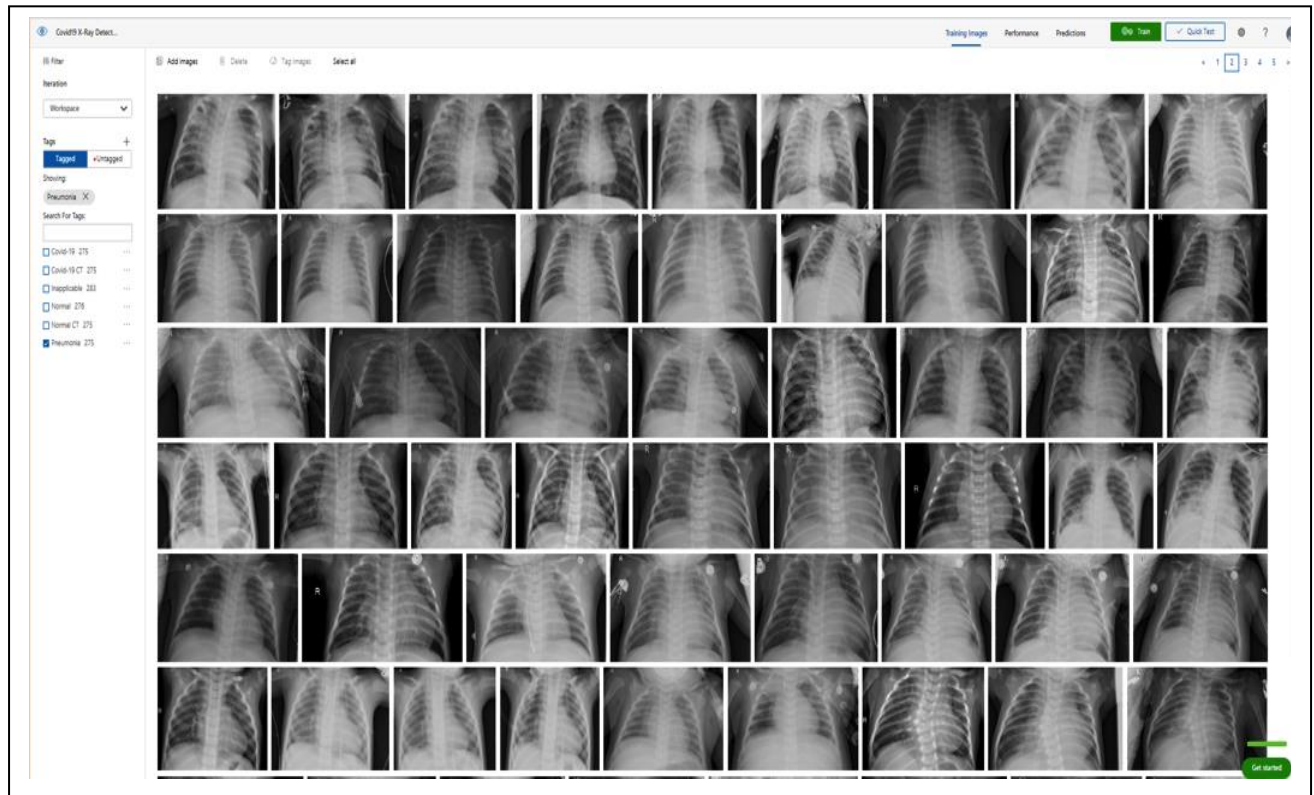 Covid19 X-Ray Detect...
Training Images Performance Predictions Train Quick Test ?
Filter Add images Delete Tag images Select all < 1 2 3 4 5 >
Iteration
Workspace
Tags +
Tagged Untagged
Showing:
Pneumonia X
Search For Tags:
Covid-19 275 ...
Covid-19 CT 275 ...
Inapplicable 283 ...
Normal 276 ...
Normal CT 275 ...
Pneumonia 275 ...
R
R
R
R
R
Get started